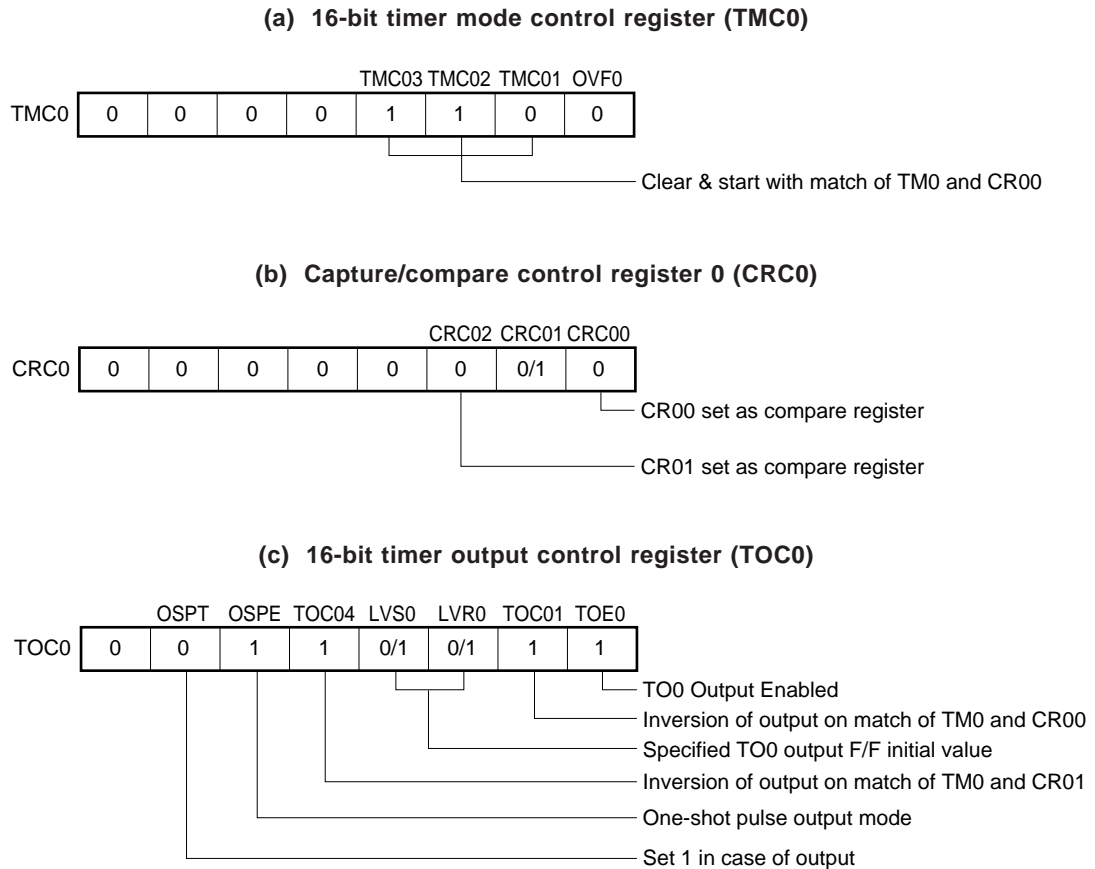 (a) 16-bit timer mode control register (TMC0)
TMC03 TMC02 TMC01 OVF0
TMC0 0 0 0 0 1 1 0 0
Clear & start with match of TM0 and CR00
(b) Capture/compare control register 0 (CRC0)
CRC02 CRC01 CRC00
CRC0 0 0 0 0 0 0 0/1 0
CR00 set as compare register
CR01 set as compare register
(c) 16-bit timer output control register (TOC0)
OSPT OSPE TOC04 LVS0 LVR0 TOC01 TOE0
TOC0 0 0 1 1 0/1 0/1 1 1
TO0 Output Enabled
Inversion of output on match of TM0 and CR00
Specified TO0 output F/F initial value
Inversion of output on match of TM0 and CR01
One-shot pulse output mode
Set 1 in case of output